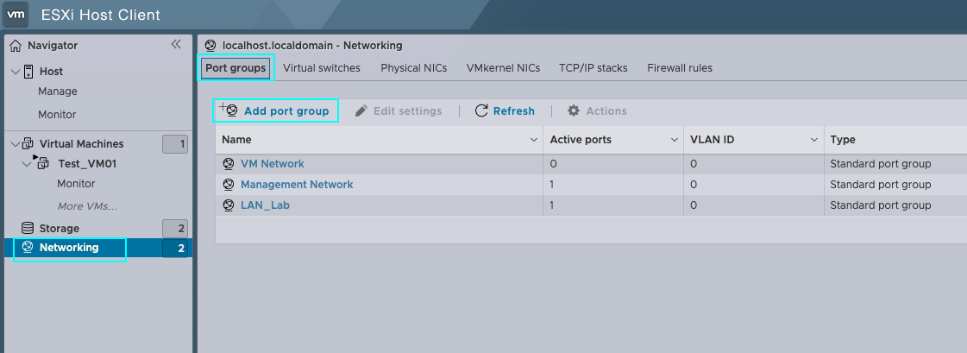 vm ESXi Host Client
Navigator
Host
Manage
Monitor
Virtual Machines 1
Test_VM01
Monitor
More VMs...
Storage 2
Networking 2
localhost.localdomain - Networking
Port groups Virtual switches Physical NICs VMkernel NICs TCP/IP stacks Firewall rules
Add port group Edit settings Refresh Actions
Name Active ports VLAN ID Type
VM Network 0 0 Standard port group
Management Network 1 0 Standard port group
LAN_Lab 1 0 Standard port group